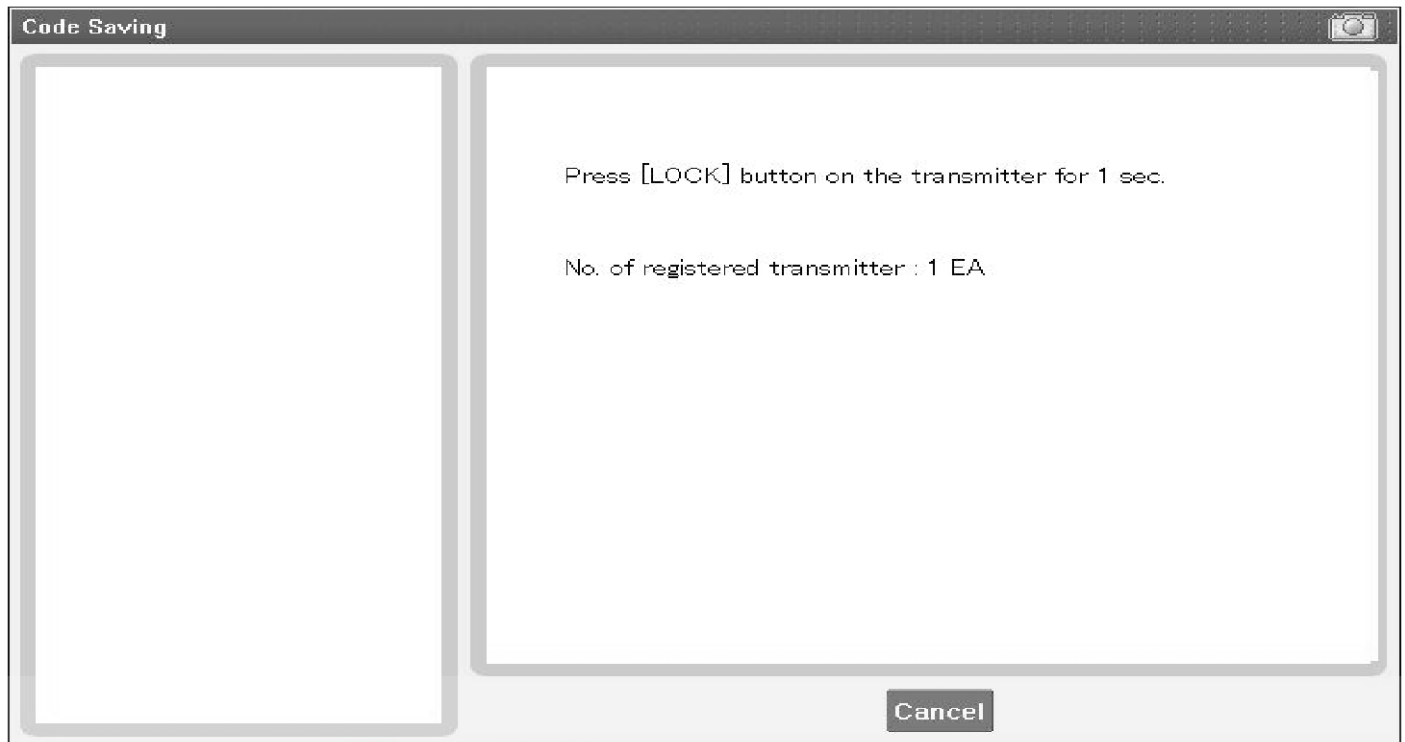 Code Saving
Press [LOCK] button on the transmitter for 1 sec.
No. of registered transmitter : 1 EA
Cancel